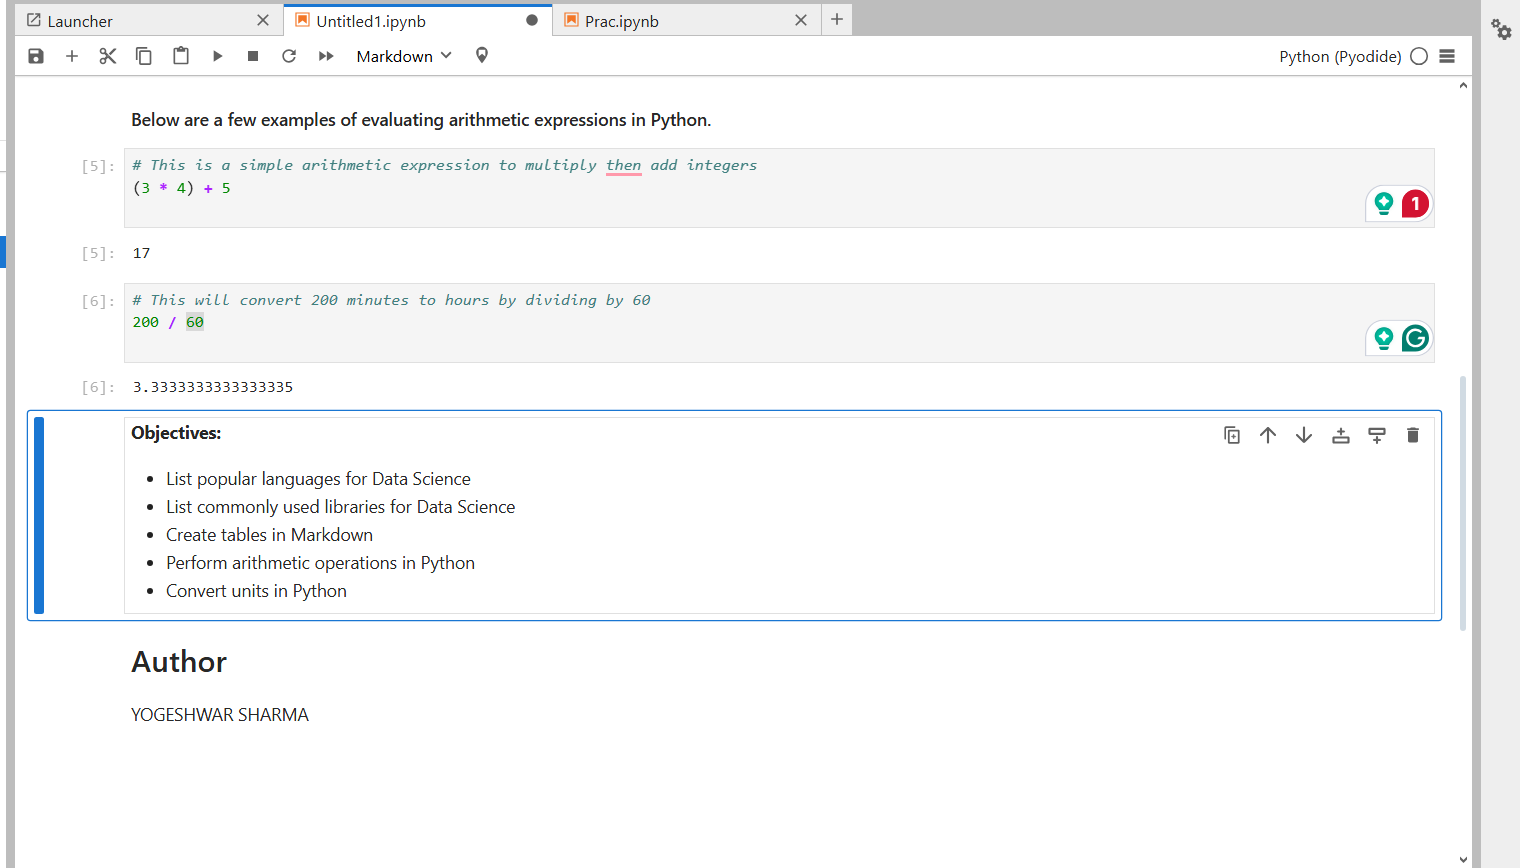 Launcher
Untitled1.ipynb
Prac.ipynb
Markdown
Python (Pyodide)
Below are a few examples of evaluating arithmetic expressions in Python.
[5]: # This is a simple arithmetic expression to multiply then add integers
(3 * 4) + 5
1
[5]: 17
[6]: # This will convert 200 minutes to hours by dividing by 60
200 / 60
[6]: 3.3333333333333335
Objectives:
• List popular languages for Data Science
• List commonly used libraries for Data Science
• Create tables in Markdown
• Perform arithmetic operations in Python
• Convert units in Python
Author
YOGESHWAR SHARMA